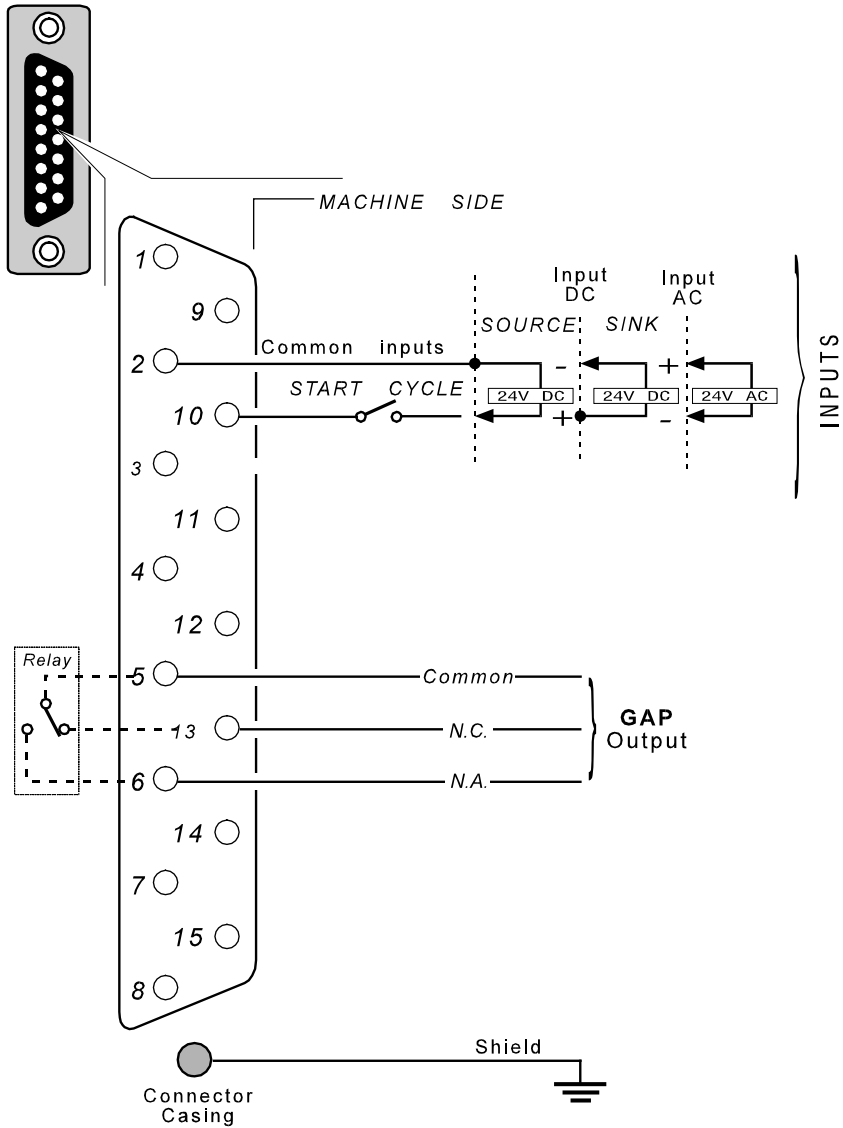 MACHINE SIDE
1
9
Input
DC
Input
AC
SOURCE SINK
2
Common inputs
- +
START CYCLE
24V DC
24V DC
24V AC
10
+ -
INPUTS
3
11
4
12
Relay
5
Common
13
N.C.
GAP
Output
6
N.A.
14
7
15
8
Shield
Connector
Casing